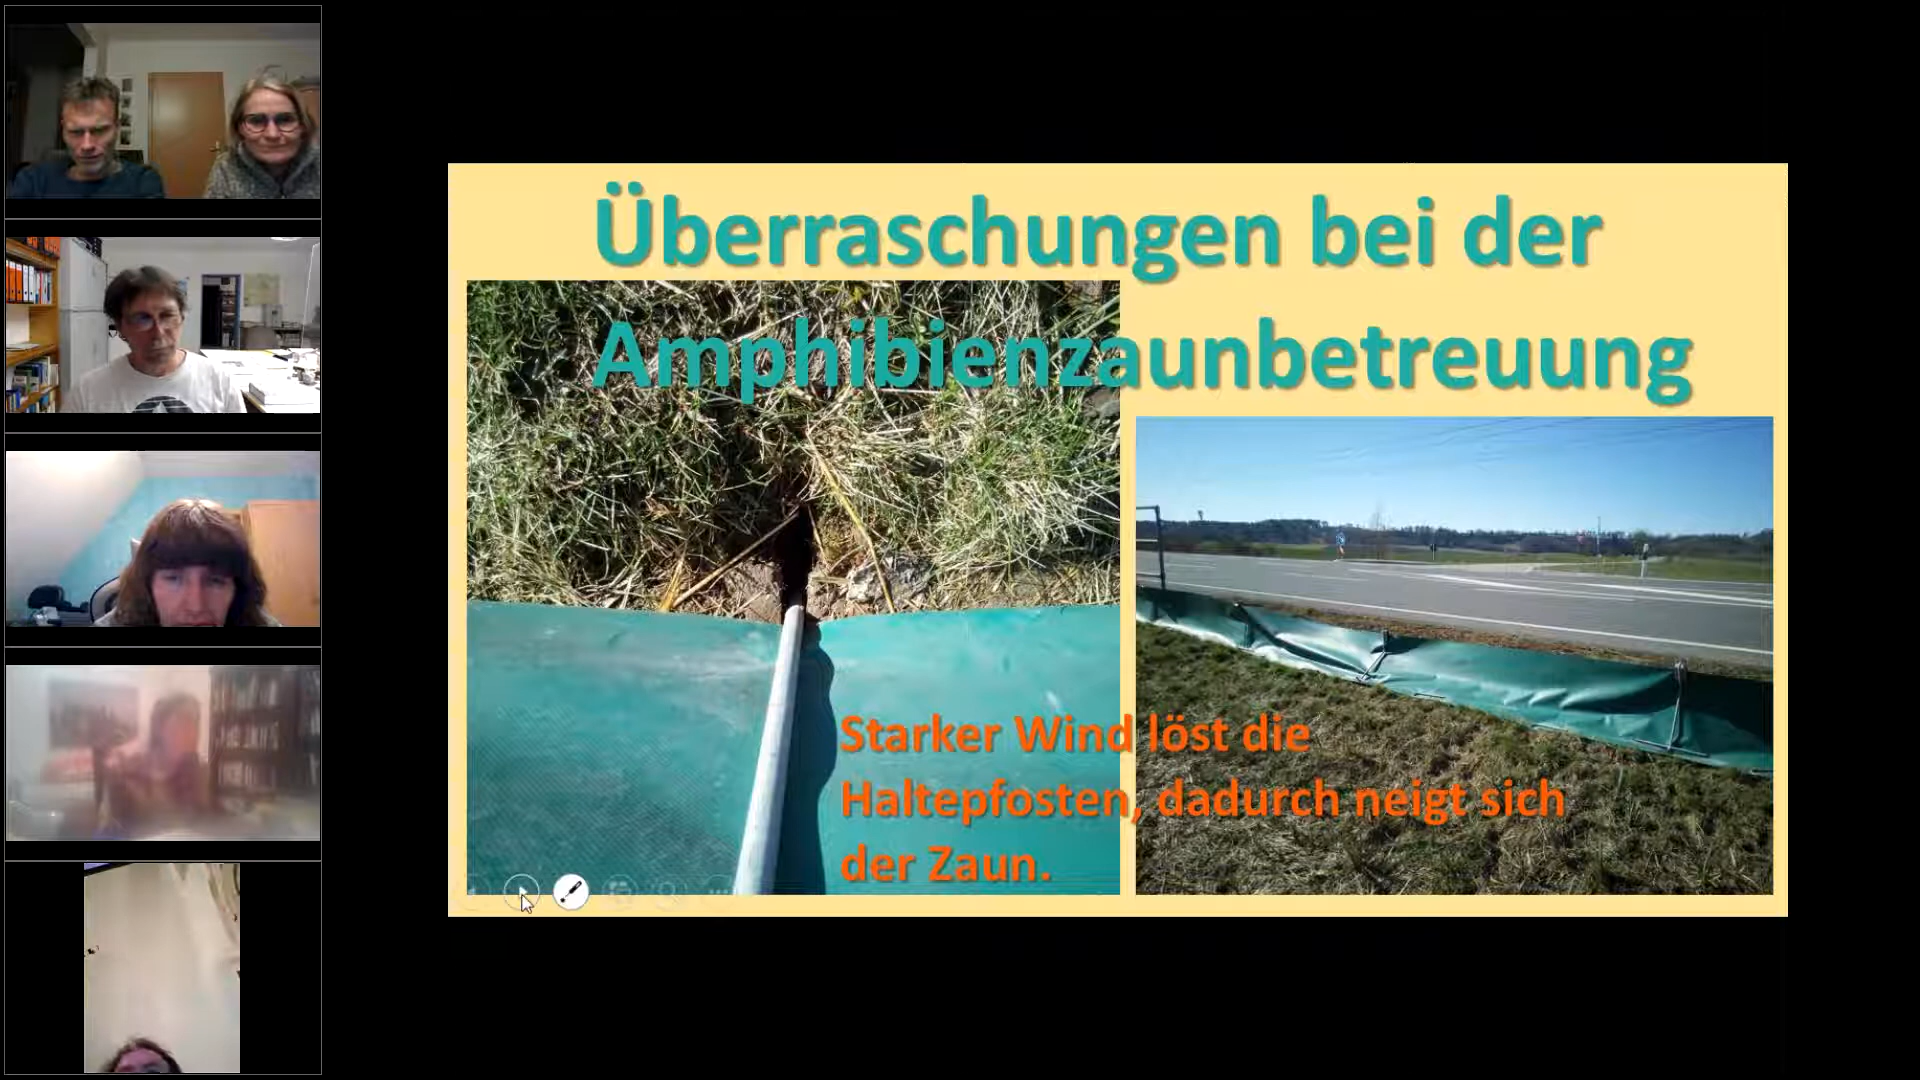 Überraschungen bei der
Amphibienzaunbetreuung
Starker Wind löst die
Haltepfosten, dadurch neigt sich
der Zaun.